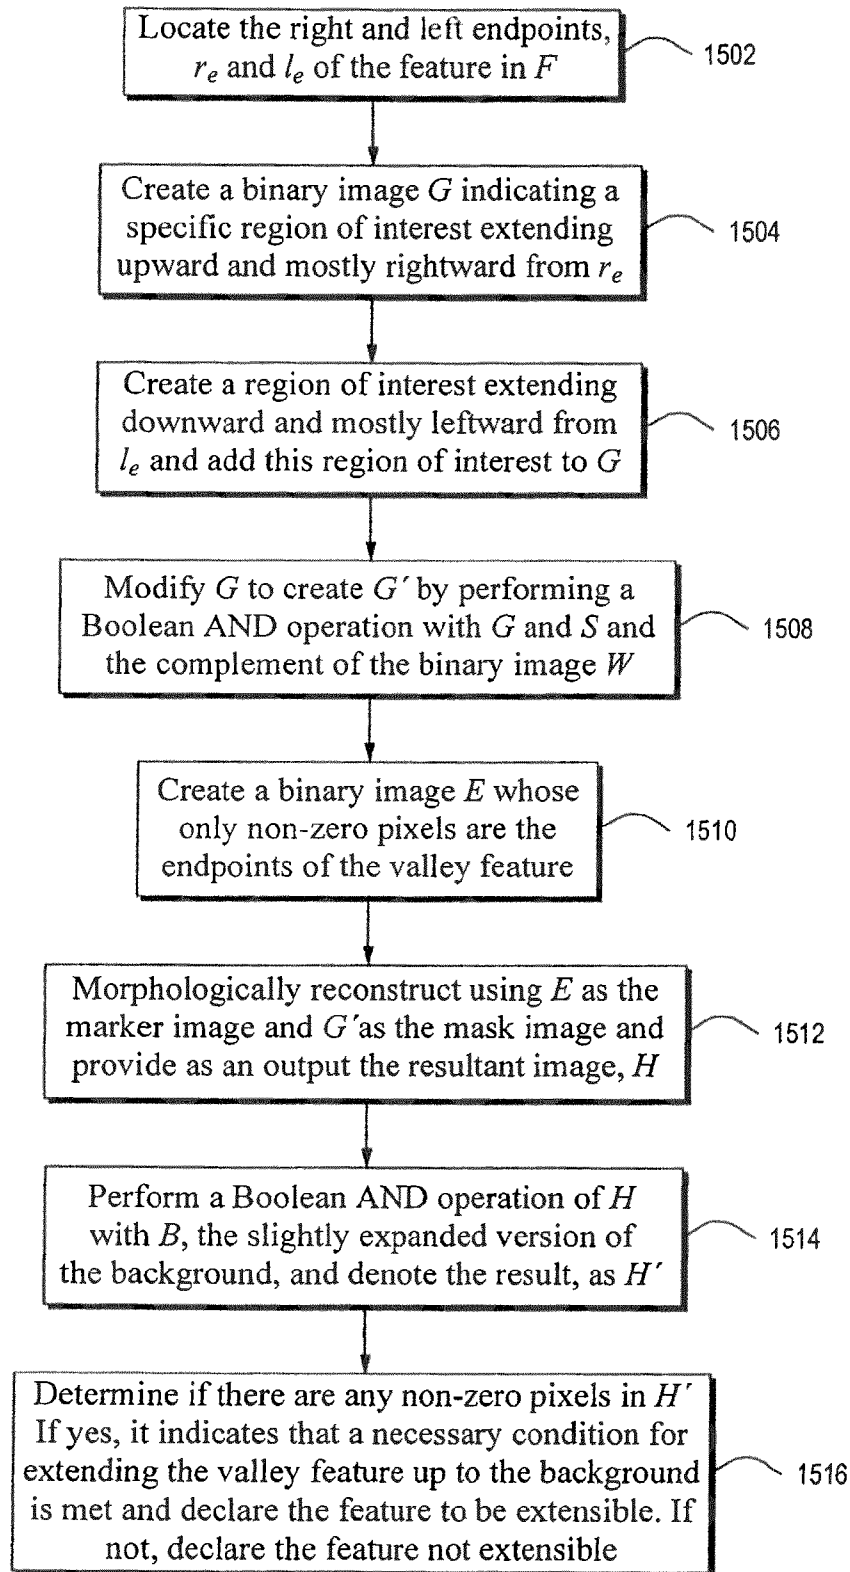 Locate the right and left endpoints,
rₑ and lₑ of the feature in F
1502
Create a binary image G indicating a
specific region of interest extending
upward and mostly rightward from rₑ
1504
Create a region of interest extending
downward and mostly leftward from
lₑ and add this region of interest to G
1506
Modify G to create G′ by performing a
Boolean AND operation with G and S and
the complement of the binary image W
1508
Create a binary image E whose
only non-zero pixels are the
endpoints of the valley feature
1510
Morphologically reconstruct using E as the
marker image and G′as the mask image and
provide as an output the resultant image, H
1512
Perform a Boolean AND operation of H
with B, the slightly expanded version of
the background, and denote the result, as H′
1514
Determine if there are any non-zero pixels in H′
If yes, it indicates that a necessary condition for
extending the valley feature up to the background
is met and declare the feature to be extensible. If
not, declare the feature not extensible
1516